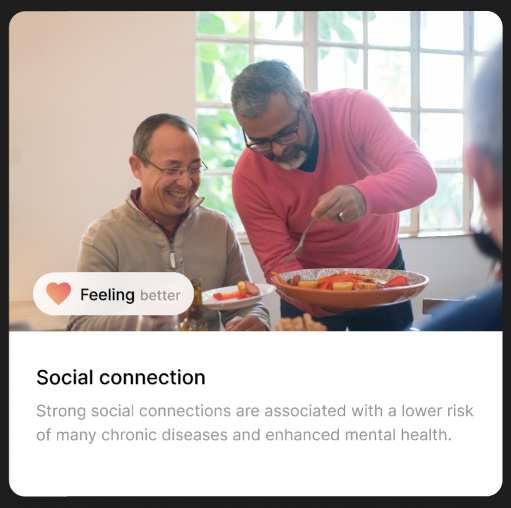 Feeling better
Social connection
Strong social connections are associated with a lower risk
of many chronic diseases and enhanced mental health.